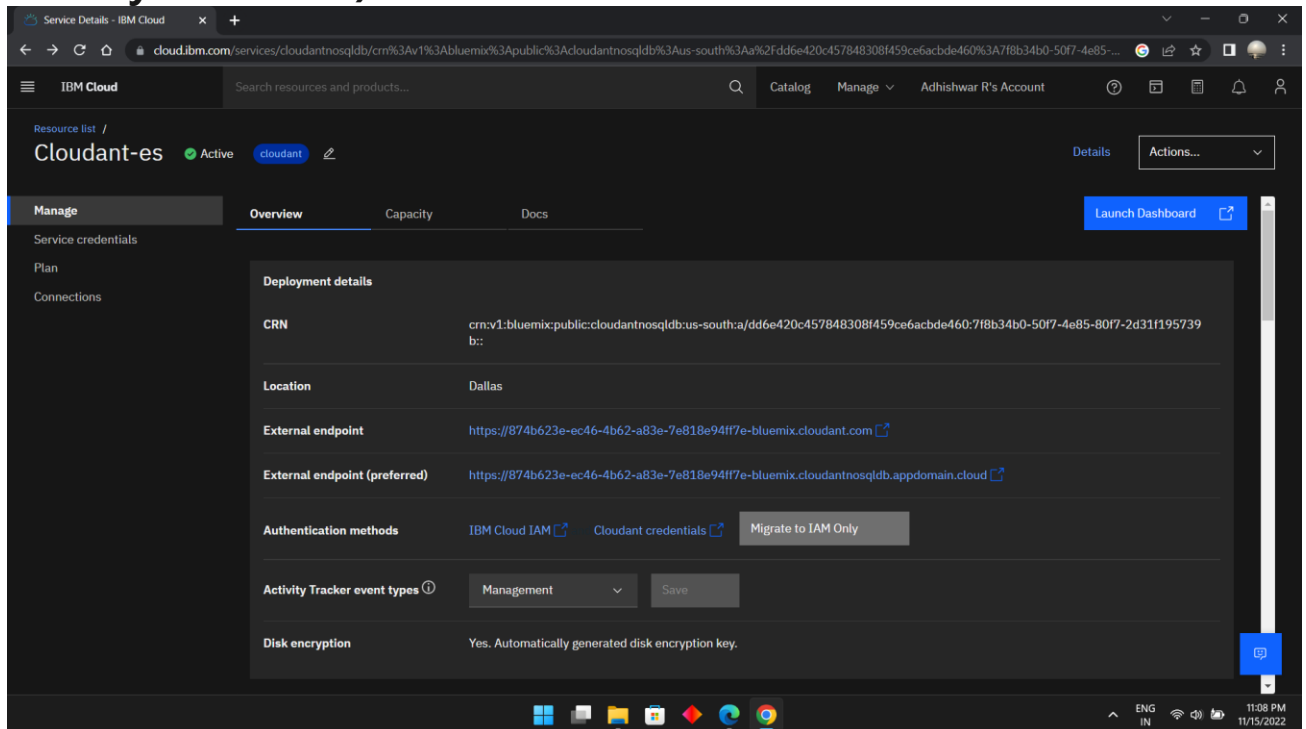 Service Details - IBM Cloud
cloud.ibm.com/services/cloudantnosqldb/crn%3Av1%3Abluemix%3Apublic%3Acloudantnosqldb%3Aus-south%3Aa%2Fdd6e420c457848308f459ce6acbde460%3A7f8b34b0-50f7-4e85-...
IBM Cloud
Search resources and products...
Catalog
Manage
Adhishwar R's Account
Resource list /
Cloudant-es
Active
cloudant
Details
Actions...
Manage
Service credentials
Plan
Connections
Overview
Capacity
Docs
Launch Dashboard
Deployment details
CRN
crn:v1:bluemix:public:cloudantnosqldb:us-south:a/dd6e420c457848308f459ce6acbde460:7f8b34b0-50f7-4e85-80f7-2d31f195739
b::
Location
Dallas
External endpoint
https://874b623e-ec46-4b62-a83e-7e818e94ff7e-bluemix.cloudant.com
External endpoint (preferred)
https://874b623e-ec46-4b62-a83e-7e818e94ff7e-bluemix.cloudantnosqldb.appdomain.cloud
Authentication methods
IBM Cloud IAM
Cloudant credentials
Migrate to IAM Only
Activity Tracker event types
Management
Save
Disk encryption
Yes. Automatically generated disk encryption key.
ENG
IN
11:08 PM
11/15/2022